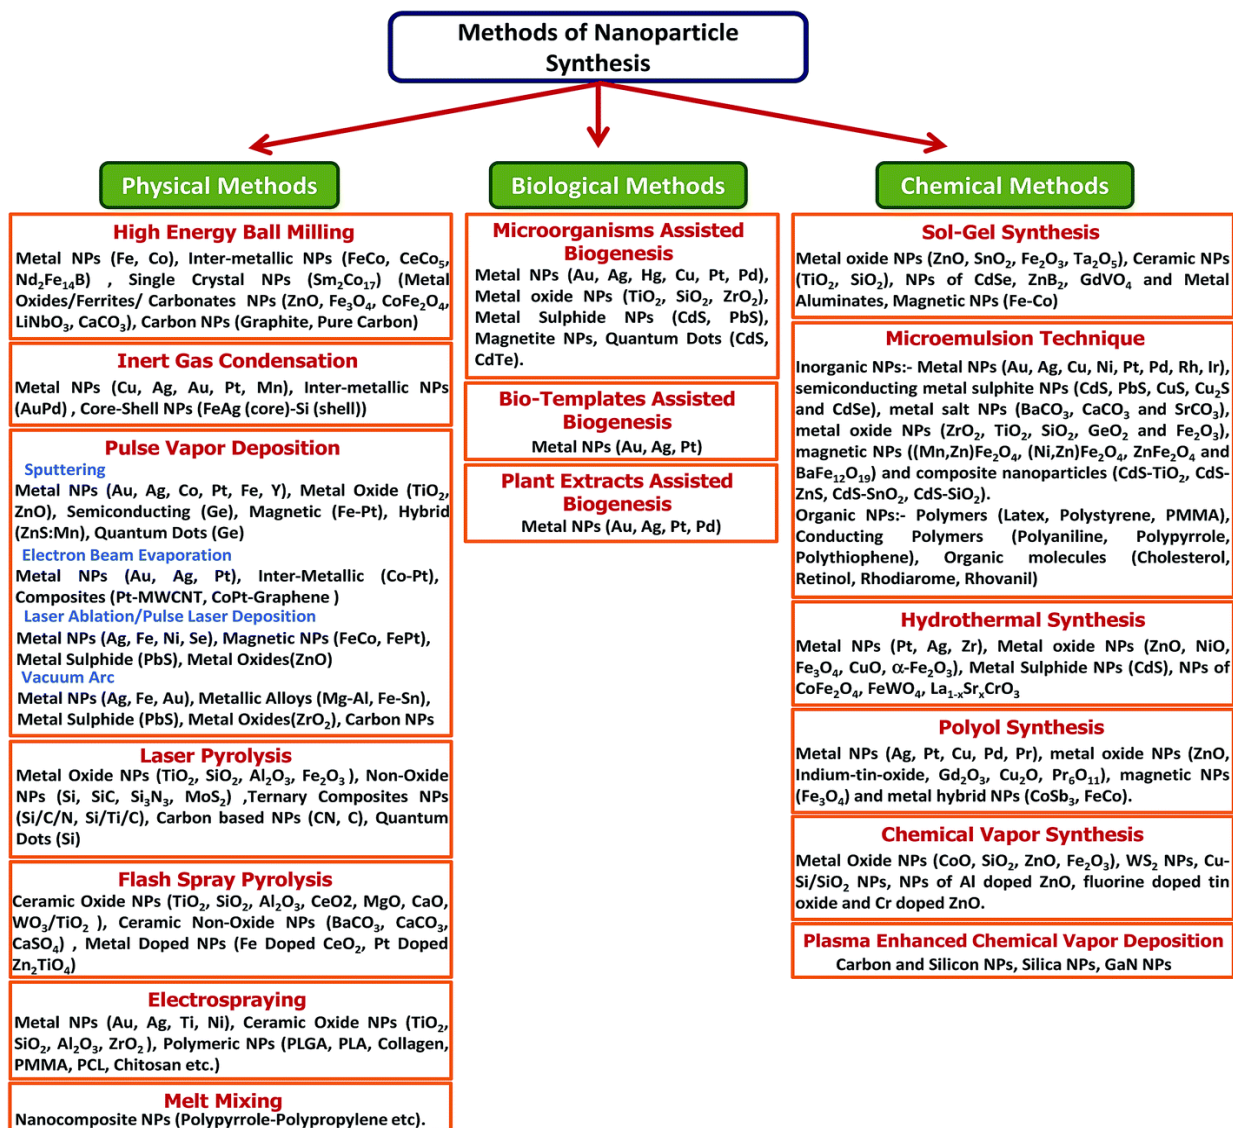 Methods of Nanoparticle
Synthesis
Physical Methods
High Energy Ball Milling
Metal NPs (Fe, Co), Inter-metallic NPs (FeCo, CeCo₅,
Nd₂Fe₁₄B) , Single Crystal NPs (Sm₂Co₁₇) (Metal
Oxides/Ferrites/ Carbonates NPs (ZnO, Fe₃O₄, CoFe₂O₄,
LiNbO₃, CaCO₃), Carbon NPs (Graphite, Pure Carbon)
Inert Gas Condensation
Metal NPs (Cu, Ag, Au, Pt, Mn), Inter-metallic NPs
(AuPd) , Core-Shell NPs (FeAg (core)-Si (shell))
Pulse Vapor Deposition
Sputtering
Metal NPs (Au, Ag, Co, Pt, Fe, Y), Metal Oxide (TiO₂,
ZnO), Semiconducting (Ge), Magnetic (Fe-Pt), Hybrid
(ZnS:Mn), Quantum Dots (Ge)
Electron Beam Evaporation
Metal NPs (Au, Ag, Pt), Inter-Metallic (Co-Pt),
Composites (Pt-MWCNT, CoPt-Graphene )
Laser Ablation/Pulse Laser Deposition
Metal NPs (Ag, Fe, Ni, Se), Magnetic NPs (FeCo, FePt),
Metal Sulphide (PbS), Metal Oxides(ZnO)
Vacuum Arc
Metal NPs (Ag, Fe, Au), Metallic Alloys (Mg-Al, Fe-Sn),
Metal Sulphide (PbS), Metal Oxides(ZrO₂), Carbon NPs
Laser Pyrolysis
Metal Oxide NPs (TiO₂, SiO₂, Al₂O₃, Fe₂O₃ ), Non-Oxide
NPs (Si, SiC, Si₃N₃, MoS₂) ,Ternary Composites NPs
(Si/C/N, Si/Ti/C), Carbon based NPs (CN, C), Quantum
Dots (Si)
Flash Spray Pyrolysis
Ceramic Oxide NPs (TiO₂, SiO₂, Al₂O₃, CeO2, MgO, CaO,
WO₃/TiO₂ ), Ceramic Non-Oxide NPs (BaCO₃, CaCO₃,
CaSO₄) , Metal Doped NPs (Fe Doped CeO₂, Pt Doped
Zn₂TiO₄)
Electrospraying
Metal NPs (Au, Ag, Ti, Ni), Ceramic Oxide NPs (TiO₂,
SiO₂, Al₂O₃, ZrO₂ ), Polymeric NPs (PLGA, PLA, Collagen,
PMMA, PCL, Chitosan etc.)
Melt Mixing
Nanocomposite NPs (Polypyrrole-Polypropylene etc).
Biological Methods
Microorganisms Assisted
Biogenesis
Metal NPs (Au, Ag, Hg, Cu, Pt, Pd),
Metal oxide NPs (TiO₂, SiO₂, ZrO₂),
Metal Sulphide NPs (CdS, PbS),
Magnetite NPs, Quantum Dots (CdS,
CdTe).
Bio-Templates Assisted
Biogenesis
Metal NPs (Au, Ag, Pt)
Plant Extracts Assisted
Biogenesis
Metal NPs (Au, Ag, Pt, Pd)
Chemical Methods
Sol-Gel Synthesis
Metal oxide NPs (ZnO, SnO₂, Fe₂O₃, Ta₂O₅), Ceramic NPs
(TiO₂, SiO₂), NPs of CdSe, ZnB₂, GdVO₄ and Metal
Aluminates, Magnetic NPs (Fe-Co)
Microemulsion Technique
Inorganic NPs:- Metal NPs (Au, Ag, Cu, Ni, Pt, Pd, Rh, Ir),
semiconducting metal sulphite NPs (CdS, PbS, CuS, Cu₂S
and CdSe), metal salt NPs (BaCO₃, CaCO₃ and SrCO₃),
metal oxide NPs (ZrO₂, TiO₂, SiO₂, GeO₂ and Fe₂O₃),
magnetic NPs ((Mn,Zn)Fe₂O₄, (Ni,Zn)Fe₂O₄, ZnFe₂O₄ and
BaFe₁₂O₁₉) and composite nanoparticles (CdS-TiO₂, CdS-
ZnS, CdS-SnO₂, CdS-SiO₂).
Organic NPs:- Polymers (Latex, Polystyrene, PMMA),
Conducting Polymers (Polyaniline, Polypyrrole,
Polythiophene), Organic molecules (Cholesterol,
Retinol, Rhodiarome, Rhovanil)
Hydrothermal Synthesis
Metal NPs (Pt, Ag, Zr), Metal oxide NPs (ZnO, NiO,
Fe₃O₄, CuO, α-Fe₂O₃), Metal Sulphide NPs (CdS), NPs of
CoFe₂O₄, FeWO₄, La₁₋ₓSrₓCrO₃
Polyol Synthesis
Metal NPs (Ag, Pt, Cu, Pd, Pr), metal oxide NPs (ZnO,
Indium-tin-oxide, Gd₂O₃, Cu₂O, Pr₆O₁₁), magnetic NPs
(Fe₃O₄) and metal hybrid NPs (CoSb₃, FeCo).
Chemical Vapor Synthesis
Metal Oxide NPs (CoO, SiO₂, ZnO, Fe₂O₃), WS₂ NPs, Cu-
Si/SiO₂ NPs, NPs of Al doped ZnO, fluorine doped tin
oxide and Cr doped ZnO.
Plasma Enhanced Chemical Vapor Deposition
Carbon and Silicon NPs, Silica NPs, GaN NPs